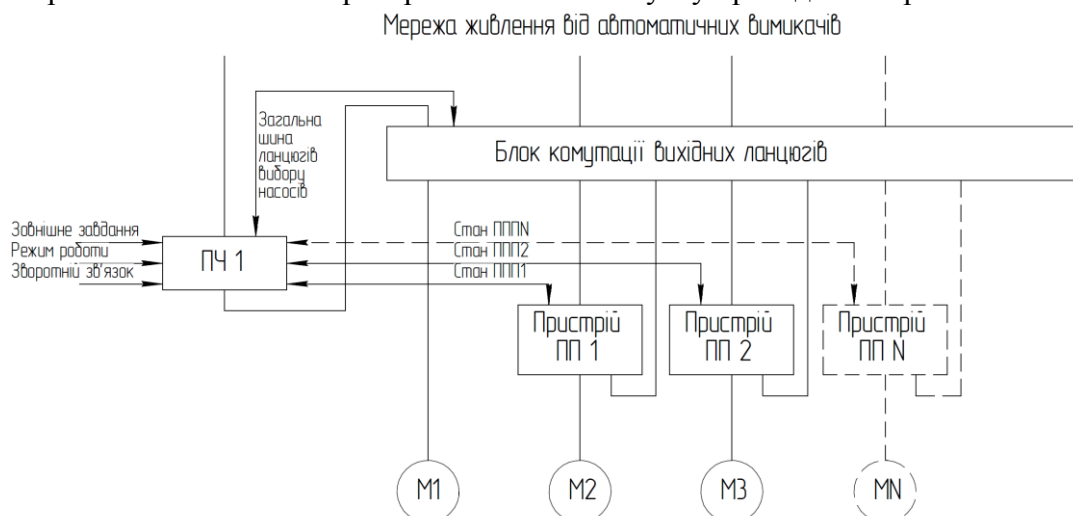 Мережа живлення від автоматичних вимикачів
Загальна
шина
ланцюгів
вибору
насосів
Блок комутації вихідних ланцюгів
Зовнішне завдання
Режим роботи
Зворотній зв'язок
ПЧ 1
Стан ПППN
Стан ППП2
Стан ППП1
Пристрій
ПП 1
Пристрій
ПП 2
Пристрій
ПП N
М1
М2
М3
МN